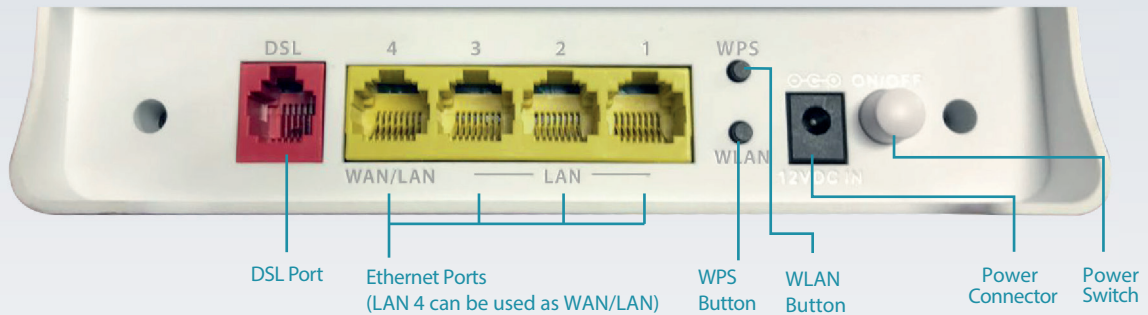 DSL 4 3 2 1 WPS
ON/OFF
WLAN
WAN/LAN LAN 12VDC IN
DSL Port
Ethernet Ports
(LAN 4 can be used as WAN/LAN)
WPS
Button
WLAN
Button
Power
Connector
Power
Switch